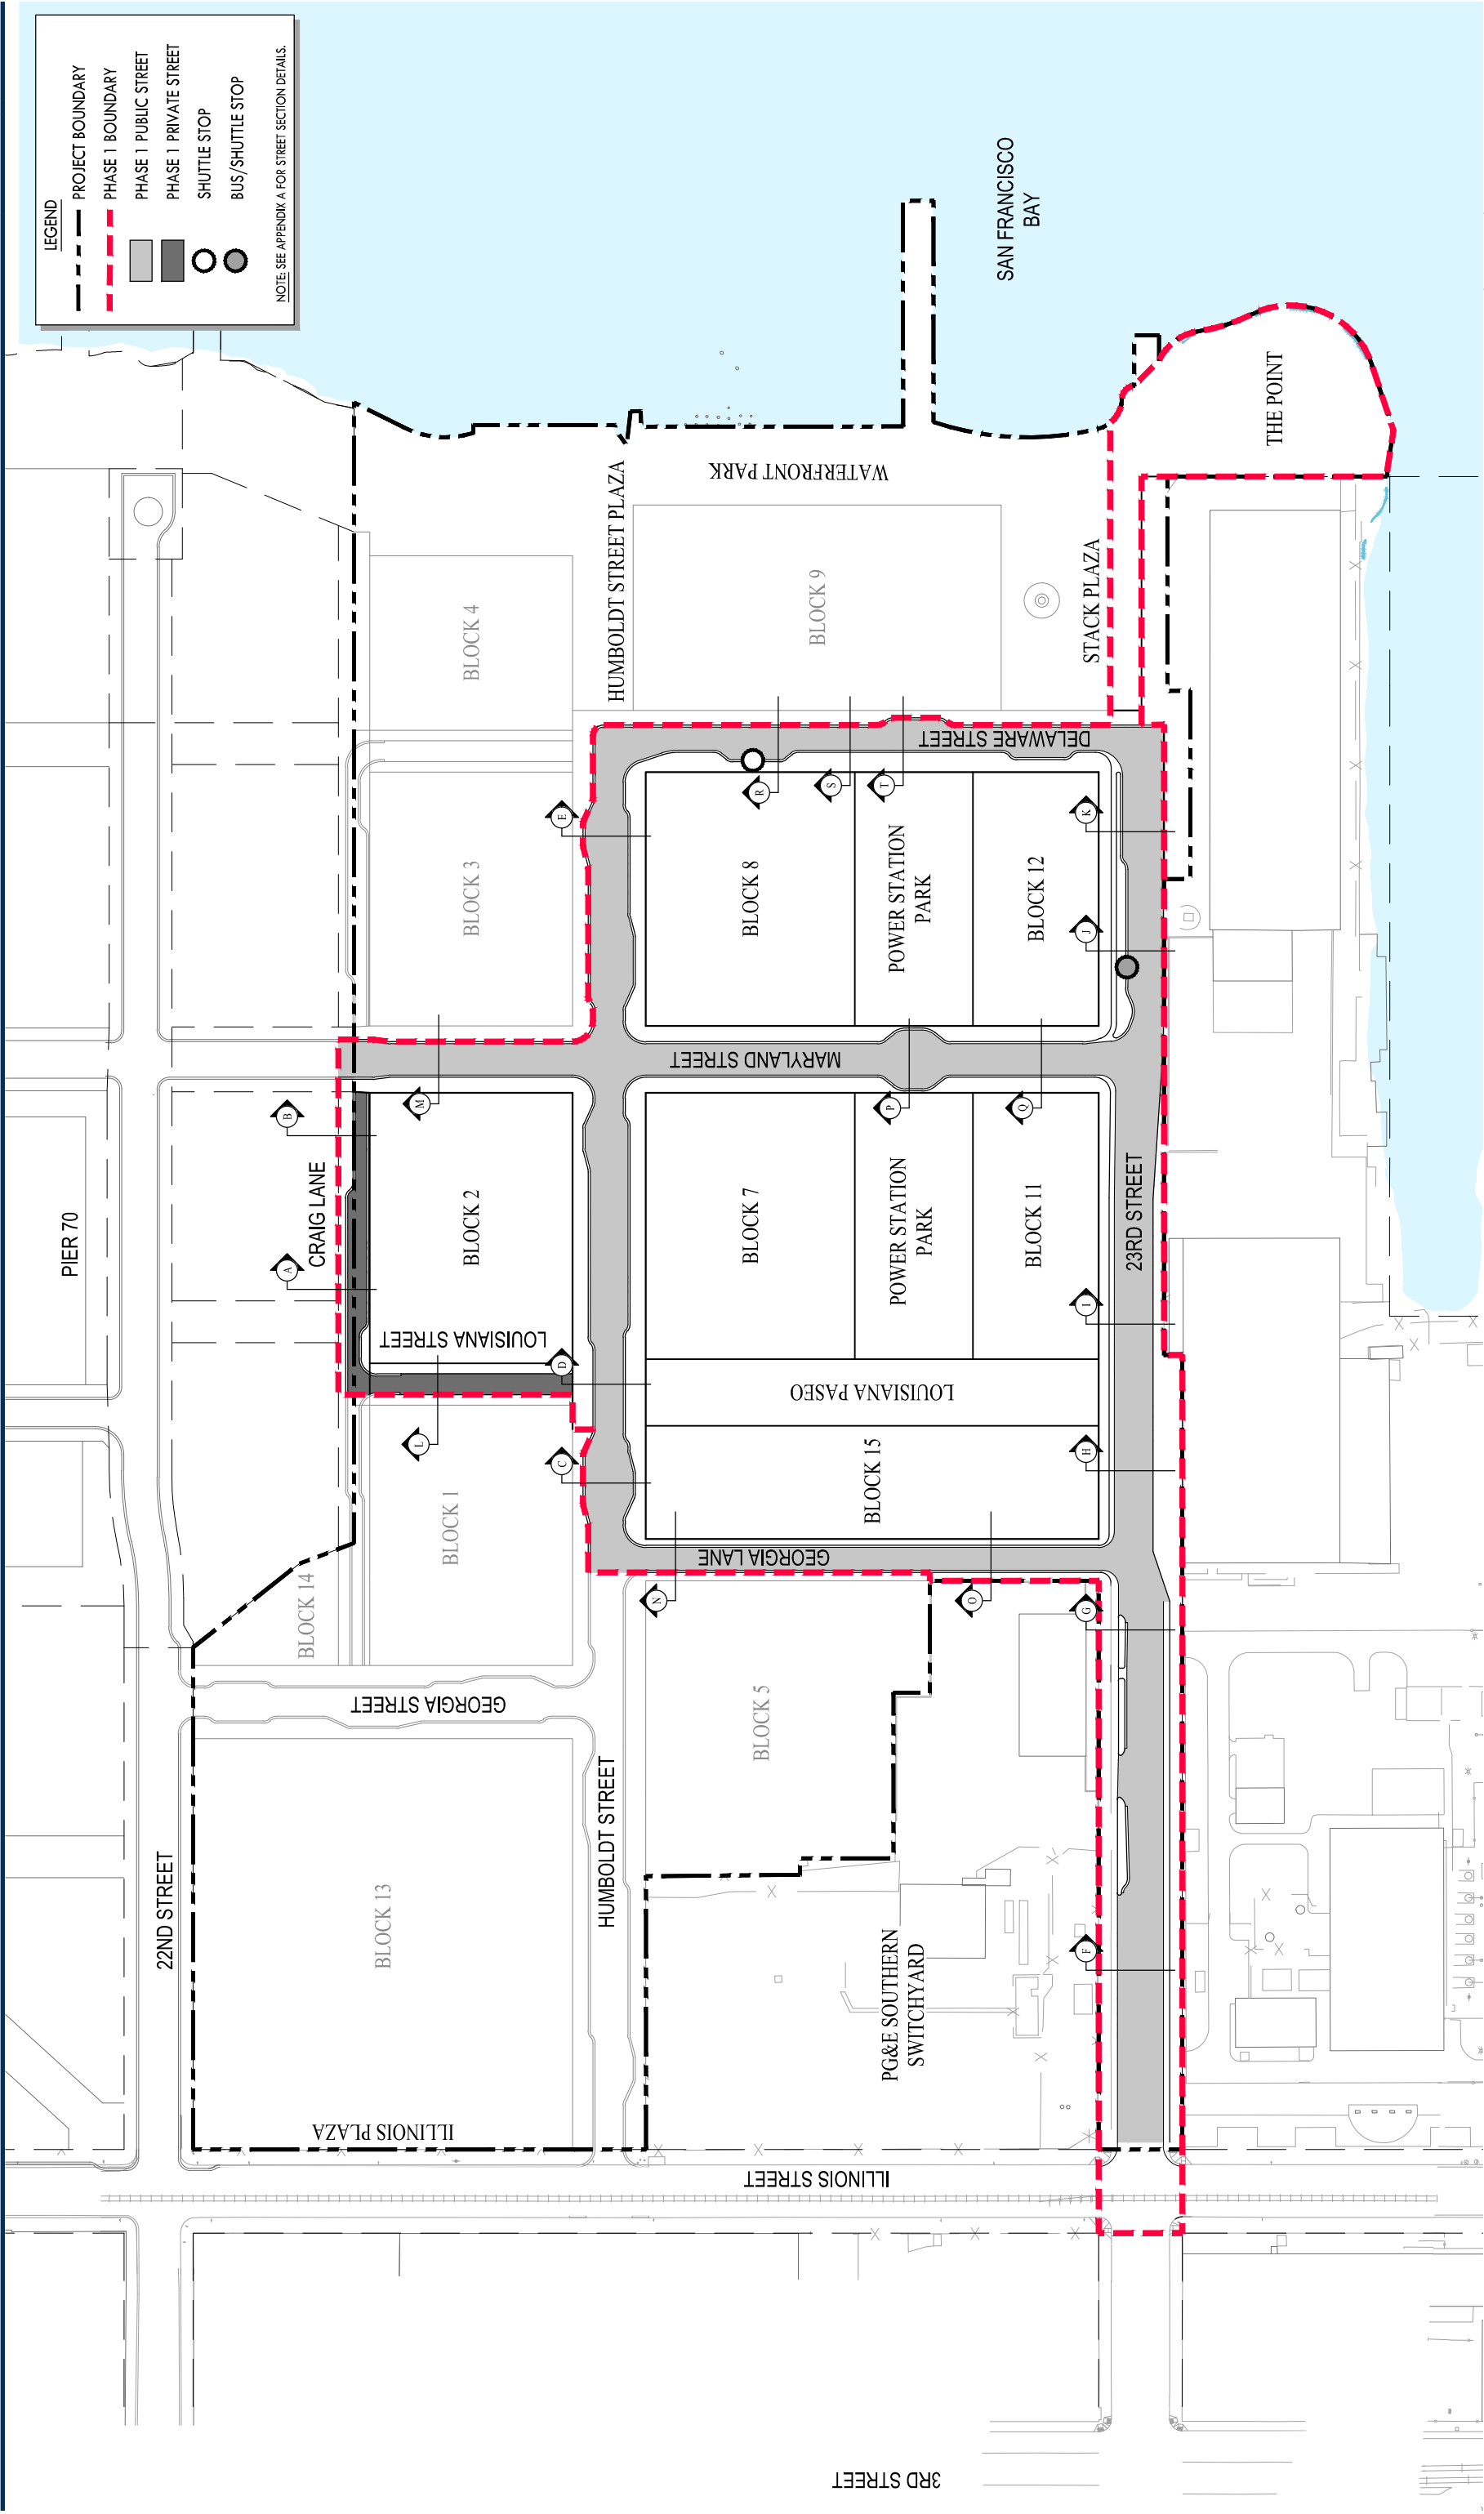 LEGEND
PROJECT BOUNDARY
PHASE 1 BOUNDARY
PHASE 1 PUBLIC STREET
PHASE 1 PRIVATE STREET
SHUTTLE STOP
BUS/SHUTTLE STOP
NOTE: SEE APPENDIX A FOR STREET SECTION DETAILS.
PIER 70
22ND STREET
CRAIG LANE
A
B
BLOCK 14
BLOCK 13
ILLINOIS PLAZA
GEORGIA STREET
BLOCK 1
L
LOUISIANA STREET
BLOCK 2
M
BLOCK 3
BLOCK 4
C
D
E
HUMBOLDT STREET
HUMBOLDT STREET PLAZA
N
BLOCK 5
GEORGIA LANE
MARYLAND STREET
BLOCK 7
BLOCK 8
R
S
T
BLOCK 9
WATERFRONT PARK
ILLINOIS STREET
BLOCK 15
LOUISIANA PASEO
POWER STATION
PARK
P
POWER STATION
PARK
DELAWARE STREET
PG&E SOUTHERN
SWITCHYARD
O
BLOCK 11
Q
BLOCK 12
SAN FRANCISCO
BAY
STACK PLAZA
F
G
H
I
J
K
23RD STREET
THE POINT
3RD STREET